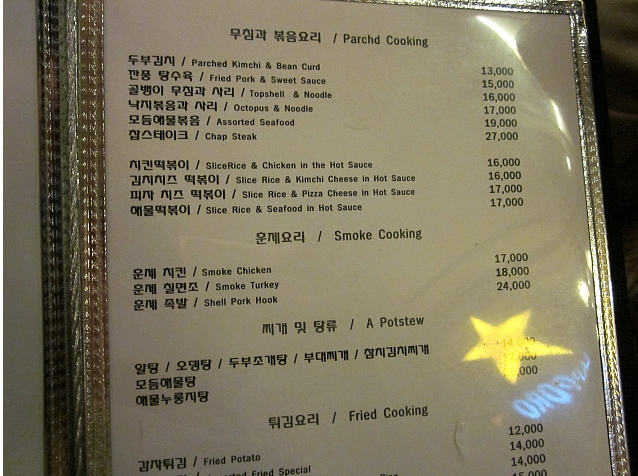 무침과 볶음요리 / Parchd Cooking
두부김치 / Parched Kimchi & Bean Curd 13,000
깐풍 탕수육 / Fried Pork & Sweet Sauce 15,000
골뱅이 무침과 사리 / Topshell & Noodle 16,000
낙지볶음과 사리 / Octopus & Noodle 17,000
모듬해물볶음 / Assorted Seafood 19,000
찹스테이크 / Chap Steak 27,000
치킨떡볶이 / SliceRice & Chicken in the Hot Sauce 16,000
김치치즈 떡볶이 / Slice Rice & Kimchi Cheese in Hot Sauce 16,000
피자 치즈 떡볶이 / Slice Rice & Pizza Cheese in Hot Sauce 17,000
해물떡볶이 / Slice Rice & Seafood in Hot Sauce 17,000
훈제요리 / Smoke Cooking
훈제 치킨 / Smoke Chicken 17,000
훈제 칠면조 / Smoke Turkey 18,000
훈제 족발 / Shell Pork Hook 24,000
찌개 및 탕류 / A Potstew
알탕 / 오뎅탕 / 두부조개탕 / 부대찌개 / 참치김치찌개 14,000
모듬해물탕 17,000
해물누룽지탕
튀김요리 / Fried Cooking
감자튀김 / Fried Potato 12,000
Assorted Fried Special 14,000
14,000
15,000